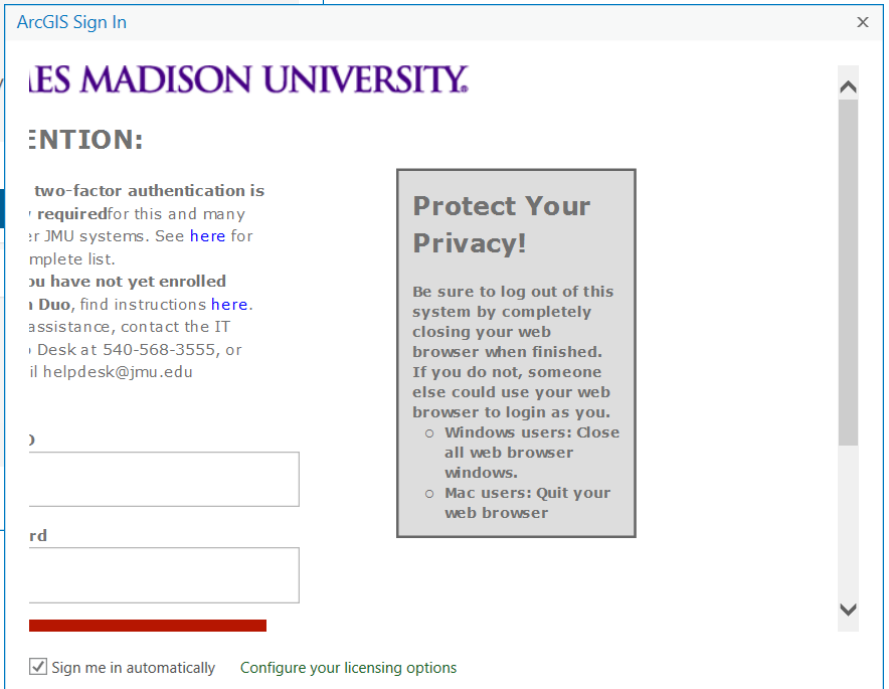 ArcGIS Sign In
ES MADISON UNIVERSITY.
ENTION:
two-factor authentication is
requiredfor this and many
er JMU systems. See here for
mplete list.
ou have not yet enrolled
Duo, find instructions here.
assistance, contact the IT
Desk at 540-568-3555, or
il helpdesk@jmu.edu
rd
Protect Your
Privacy!
Be sure to log out of this
system by completely
closing your web
browser when finished.
If you do not, someone
else could use your web
browser to login as you.
Windows users: Close
all web browser
windows.
Mac users: Quit your
web browser
Sign me in automatically
Configure your licensing options